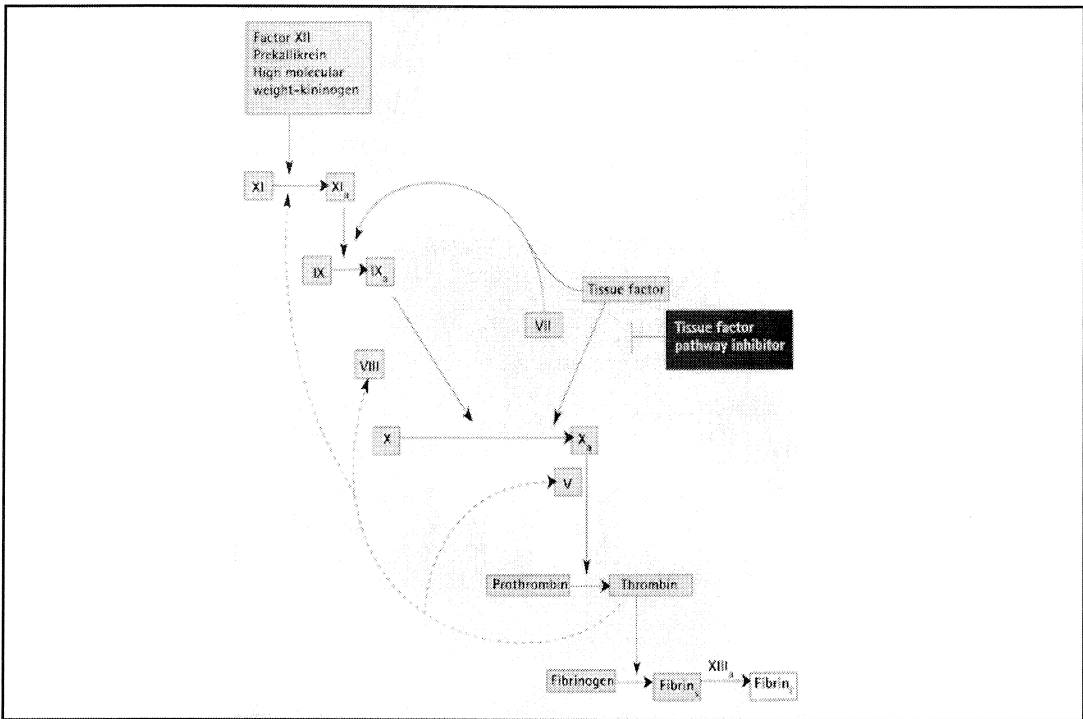 Factor XII
Prekallikrein
High molecular
weight-kininogen
XI
XIa
IX
IXa
Tissue factor
VII
Tissue factor
pathway inhibitor
VIII
X
Xa
V
Prothrombin
Thrombin
Fibrinogen
Fibrins
XIIIa
Fibrini